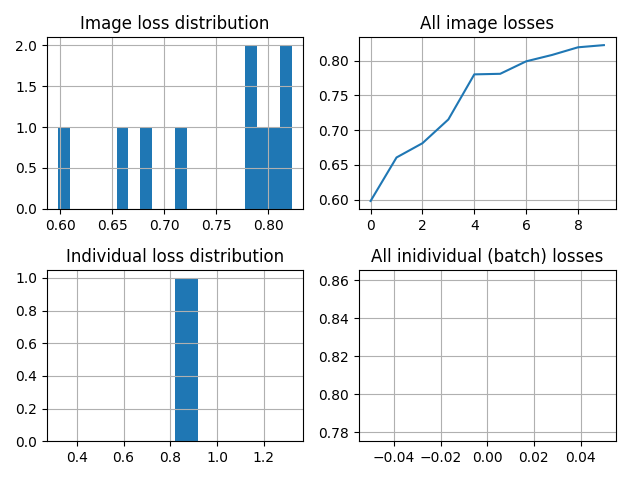 Image loss distribution
2.0
1.5
1.0
0.5
0.0
0.60 0.65 0.70 0.75 0.80
All image losses
0.80
0.75
0.70
0.65
0.60
0 2 4 6 8
Individual loss distribution
1.0
0.8
0.6
0.4
0.2
0.0
0.4 0.6 0.8 1.0 1.2
All inidividual (batch) losses
0.86
0.84
0.82
0.80
0.78
−0.04 −0.02 0.00 0.02 0.04